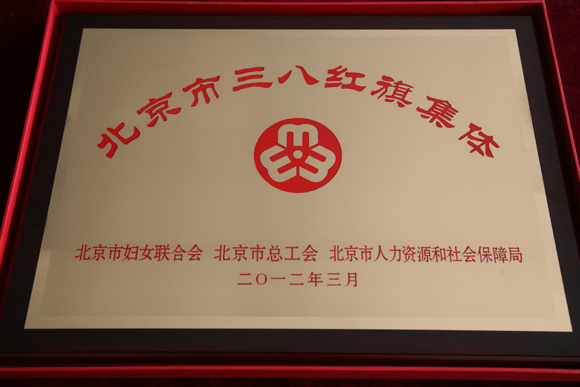 北京市三八红旗集体
北京市妇女联合会 北京市总工会 北京市人力资源和社会保障局
二〇一二年三月